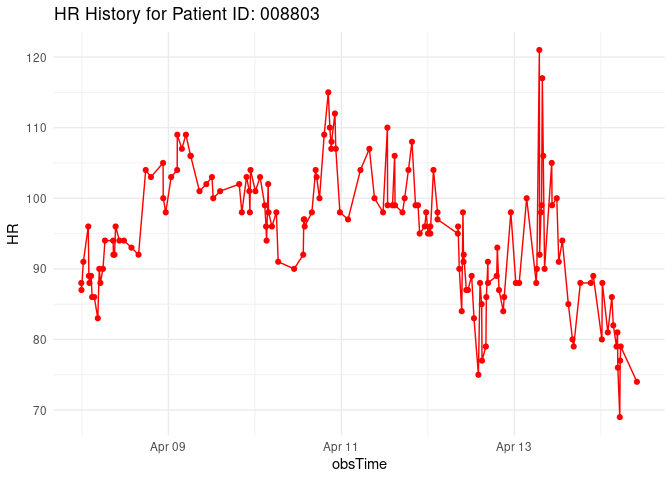 HR History for Patient ID: 008803
120
110
100
90
80
70
HR
Apr 09
Apr 11
Apr 13
obsTime